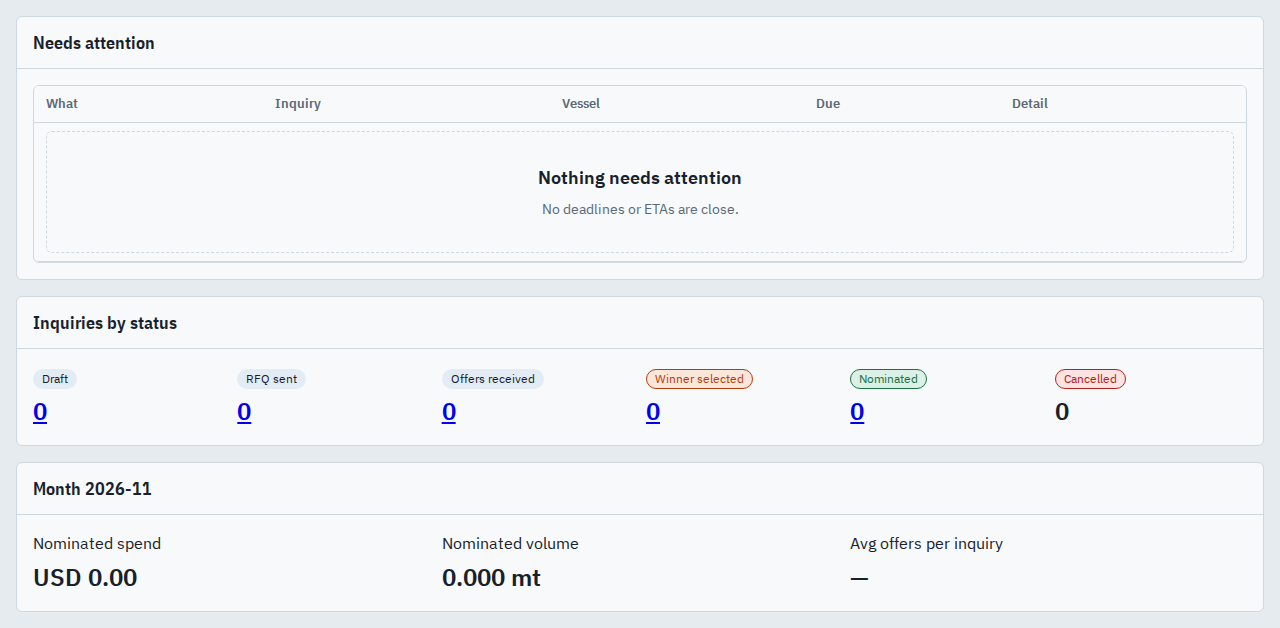 Needs attention
What Inquiry Vessel Due Detail
Nothing needs attention
No deadlines or ETAs are close.
Inquiries by status
Draft RFQ sent Offers received Winner selected Nominated Cancelled
0 0 0 0 0 0
Month 2026-11
Nominated spend Nominated volume Avg offers per inquiry
USD 0.00 0.000 mt —